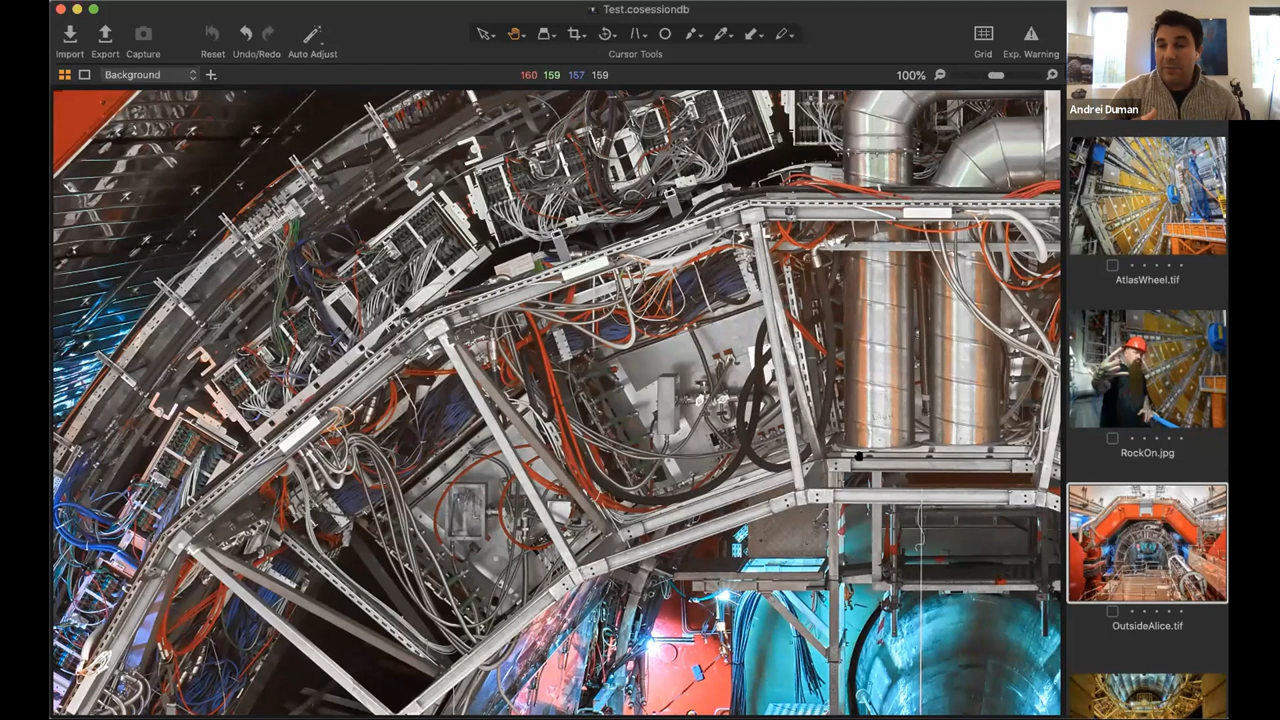 Test.cosessiondb
Import Export Capture Reset Undo/Redo Auto Adjust Cursor Tools Grid Exp. Warning
Background 160 159 157 159 100%
Andrei Duman
AtlasWheel.tif
RockOn.jpg
OutsideAlice.tif